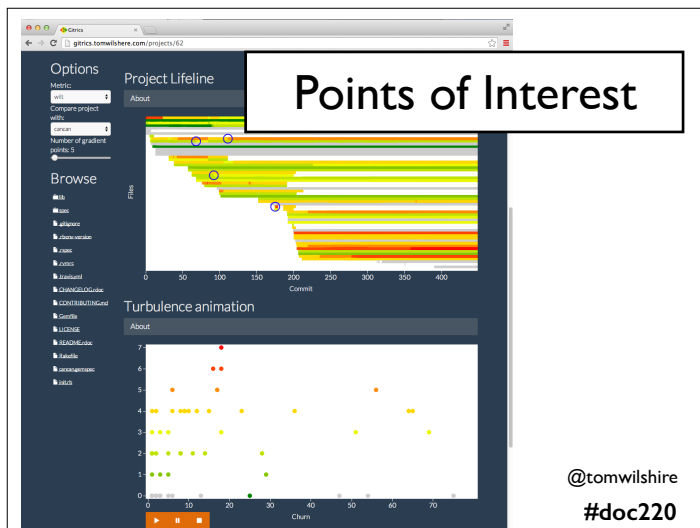 Gitrics
gitrics.tomwilshere.com/projects/62
Points of Interest
Options
Metric:
wilt
Compare project
with:
cancan
Number of gradient
points: 5
Browse
lib
spec
.gitignore
.rbenv-version
.rspec
.rvmrc
.travis.yml
CHANGELOG.rdoc
CONTRIBUTING.md
Gemfile
LICENSE
README.rdoc
Rakefile
cancan.gemspec
init.rb
Project Lifeline
About
Files
0 50 100 150 200 250 300 350 400
Commit
Turbulence animation
About
7
6
5
4
3
2
1
0
0 10 20 30 40 50 60 70
Churn
@tomwilshire
#doc220